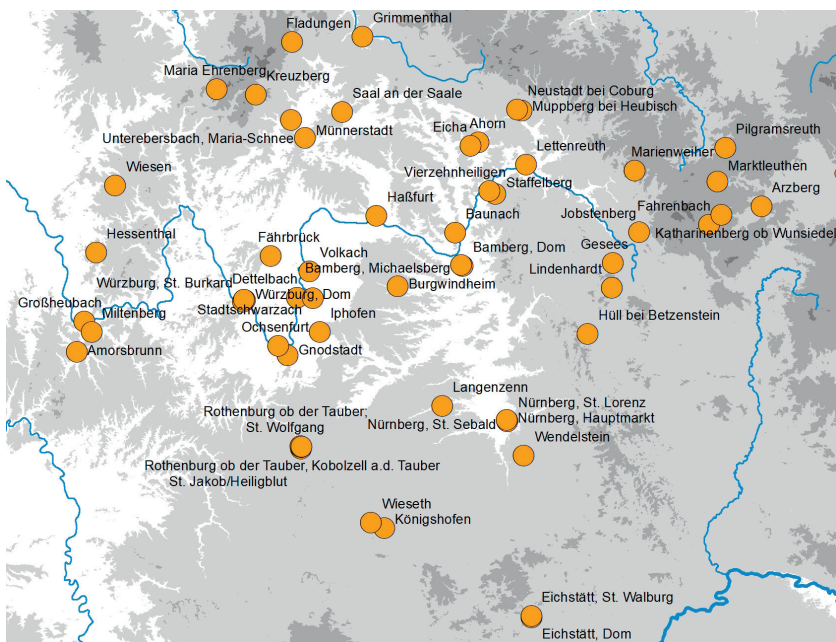 Grimmenthal
Fladungen
Maria Ehrenberg
Kreuzberg
Saal an der Saale
Neustadt bei Coburg
Muppberg bei Heubisch
Unterebersbach, Maria-Schnee
Münnerstadt
Eicha
Ahorn
Pilgramsreuth
Lettenreuth
Marienweiher
Wiesen
Vierzehnheiligen
Staffelberg
Marktleuthen
Arzberg
Haßfurt
Baunach
Jobstenberg
Fahrenbach
Katharinenberg ob Wunsiedel
Hessenthal
Fährbrück
Volkach
Bamberg, Dom
Gesees
Bamberg, Michaelsberg
Lindenhardt
Würzburg, St. Burkard
Dettelbach
Burgwindheim
Würzburg, Dom
Großheubach
Miltenberg
Stadtschwarzach
Iphofen
Hüll bei Betzenstein
Ochsenfurt
Amorsbrunn
Gnodstadt
Langenzenn
Nürnberg, St. Lorenz
Rothenburg ob der Tauber;
St. Wolfgang
Nürnberg, St. Sebald
Nürnberg, Hauptmarkt
Wendelstein
Rothenburg ob der Tauber, Kobolzell a.d. Tauber
St. Jakob/Heiligblut
Wieseth
Königshofen
Eichstätt, St. Walburg
Eichstätt, Dom